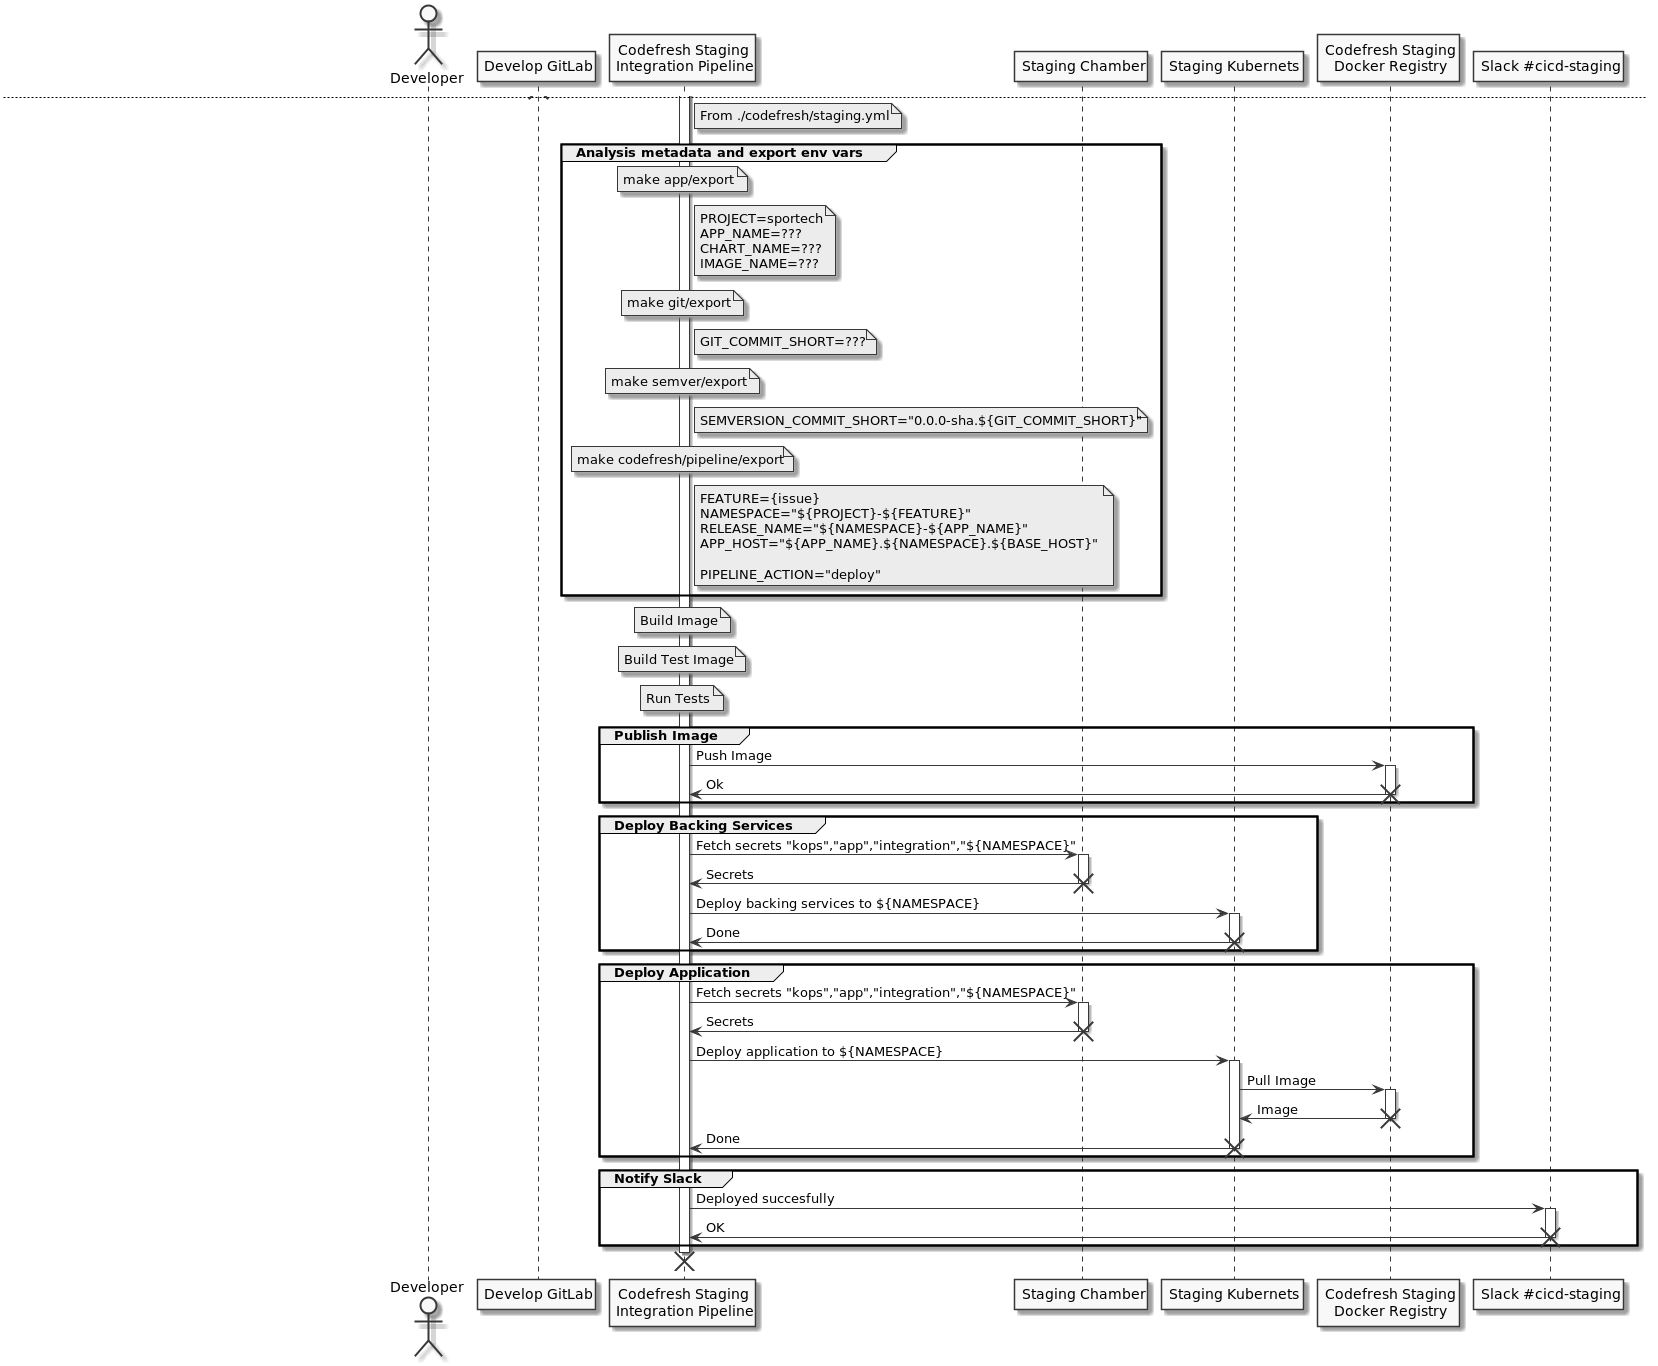 Developer
Develop GitLab
Codefresh Staging
Integration Pipeline
Staging Chamber
Staging Kubernets
Codefresh Staging
Docker Registry
Slack #cicd-staging
From ./codefresh/staging.yml
Analysis metadata and export env vars
make app/export
PROJECT=sportech
APP_NAME=???
CHART_NAME=???
IMAGE_NAME=???
make git/export
GIT_COMMIT_SHORT=???
make semver/export
SEMVERSION_COMMIT_SHORT="0.0.0-sha.${GIT_COMMIT_SHORT}"
make codefresh/pipeline/export
FEATURE={issue}
NAMESPACE="${PROJECT}-${FEATURE}"
RELEASE_NAME="${NAMESPACE}-${APP_NAME}"
APP_HOST="${APP_NAME}.${NAMESPACE}.${BASE_HOST}"
PIPELINE_ACTION="deploy"
Build Image
Build Test Image
Run Tests
Publish Image
Push Image
Ok
Deploy Backing Services
Fetch secrets "kops","app","integration","${NAMESPACE}"
Secrets
Deploy backing services to ${NAMESPACE}
Done
Deploy Application
Fetch secrets "kops","app","integration","${NAMESPACE}"
Secrets
Deploy application to ${NAMESPACE}
Pull Image
Image
Done
Notify Slack
Deployed succesfully
OK
Developer
Develop GitLab
Codefresh Staging
Integration Pipeline
Staging Chamber
Staging Kubernets
Codefresh Staging
Docker Registry
Slack #cicd-staging